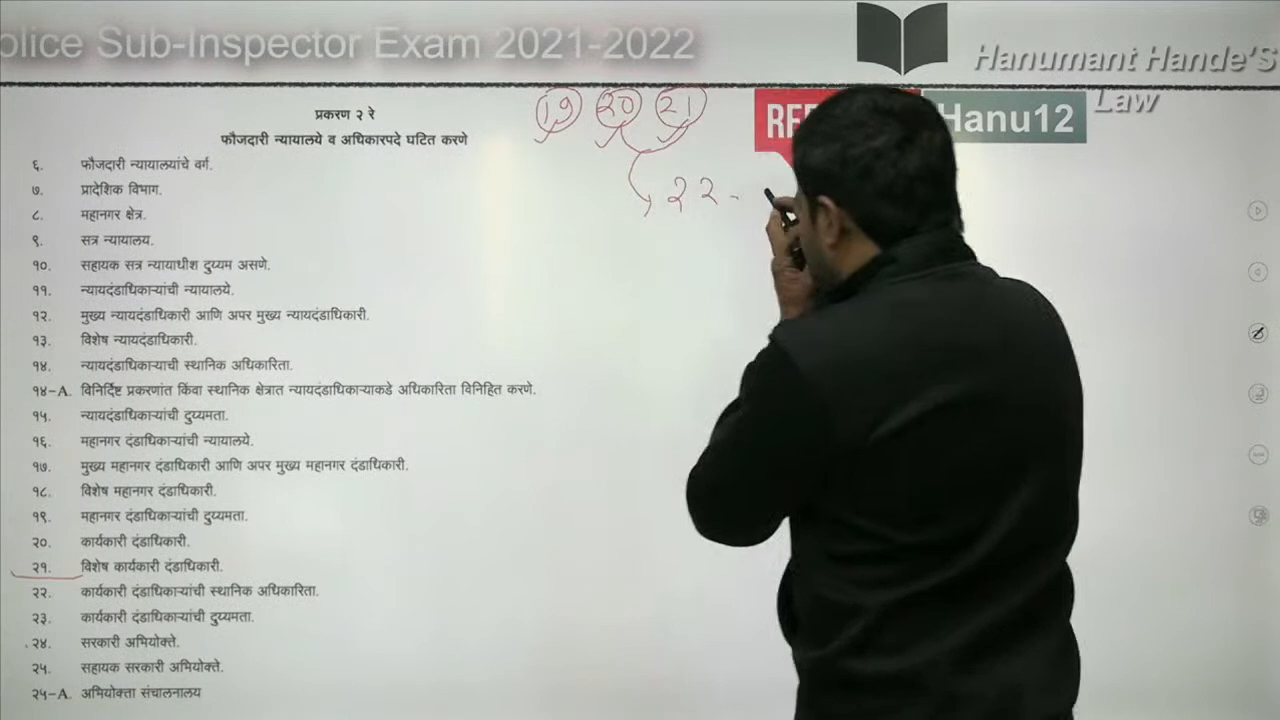 olice Sub-Inspector Exam 2021-2022
Hanumant Hande'S
Law
REF
Hanu12
19 20 21
२२ -
प्रकरण २ रे
फौजदारी न्यायालये व अधिकारपदे घटित करणे
६. फौजदारी न्यायालयांचे वर्ग.
७. प्रादेशिक विभाग.
८. महानगर क्षेत्र.
९. सत्र न्यायालय.
१०. सहायक सत्र न्यायाधीश दुय्यम असणे.
११. न्यायदंडाधिकाऱ्यांची न्यायालये.
१२. मुख्य न्यायदंडाधिकारी आणि अपर मुख्य न्यायदंडाधिकारी.
१३. विशेष न्यायदंडाधिकारी.
१४. न्यायदंडाधिकाऱ्याची स्थानिक अधिकारिता.
१४-A. विनिर्दिष्ट प्रकरणांत किंवा स्थानिक क्षेत्रात न्यायदंडाधिकाऱ्याकडे अधिकारिता विनिहित करणे.
१५. न्यायदंडाधिकाऱ्यांची दुय्यमता.
१६. महानगर दंडाधिकाऱ्यांची न्यायालये.
१७. मुख्य महानगर दंडाधिकारी आणि अपर मुख्य महानगर दंडाधिकारी.
१८. विशेष महानगर दंडाधिकारी.
१९. महानगर दंडाधिकाऱ्यांची दुय्यमता.
२०. कार्यकारी दंडाधिकारी.
२१. विशेष कार्यकारी दंडाधिकारी.
२२. कार्यकारी दंडाधिकाऱ्यांची स्थानिक अधिकारिता.
२३. कार्यकारी दंडाधिकाऱ्यांची दुय्यमता.
२४. सरकारी अभियोक्ते.
२५. सहायक सरकारी अभियोक्ते.
२५-A. अभियोक्ता संचालनालय